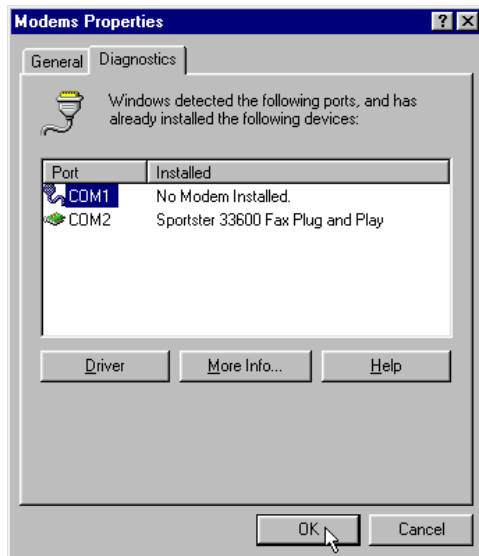 Modems Properties
General Diagnostics
Windows detected the following ports, and has
already installed the following devices:
Port Installed
COM1 No Modem Installed.
COM2 Sportster 33600 Fax Plug and Play
Driver More Info... Help
OK Cancel